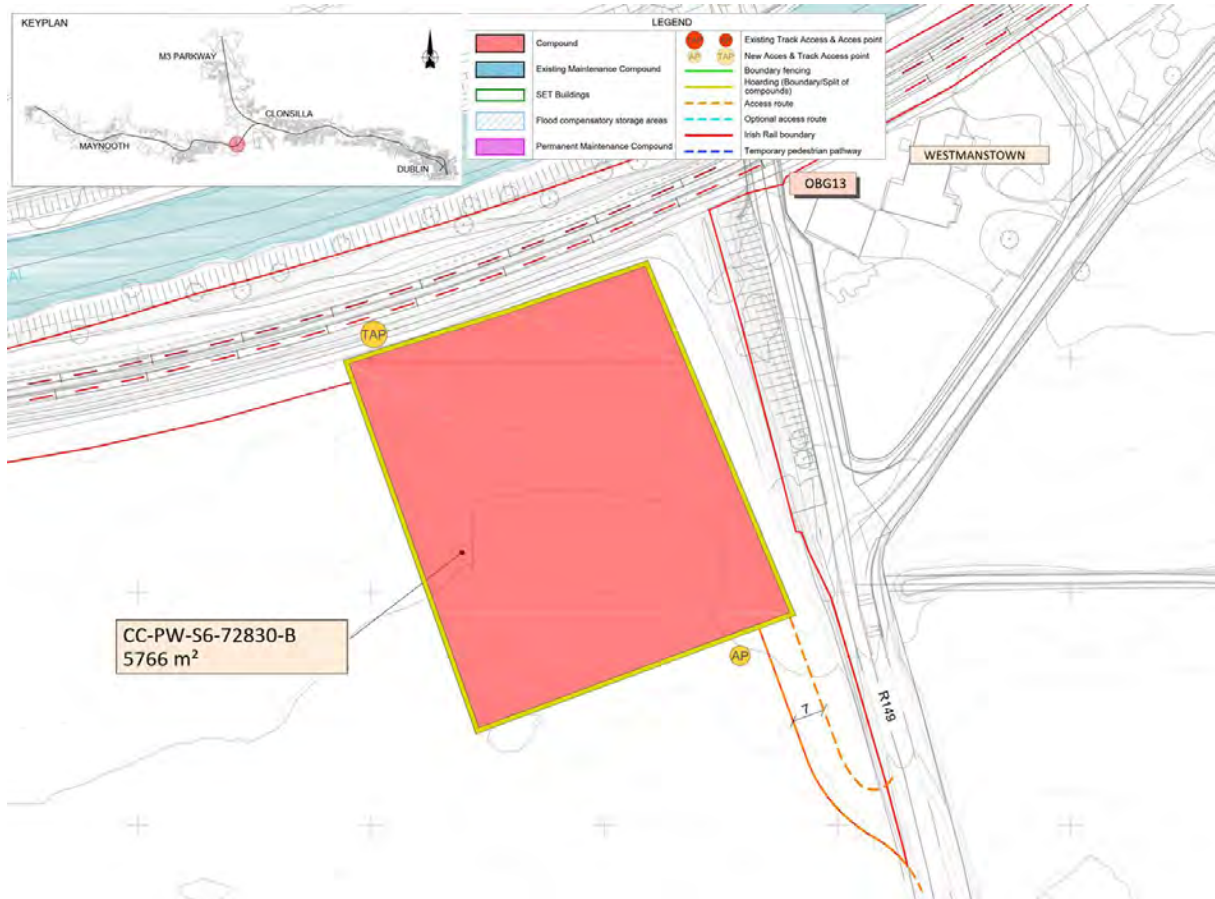 KEYPLAN
M3 PARKWAY
CLONSILLA
MAYNOOTH
DUBLIN
LEGEND
Compound
Existing Maintenance Compound
SET Buildings
Flood compensatory storage areas
Permanent Maintenance Compound
Existing Track Access & Acces point
AP
TAP
New Acces & Track Access point
Boundary fencing
Hoarding (Boundary/Split of
compounds)
Access route
Optional access route
Irish Rail boundary
Temporary pedestrian pathway
WESTMANSTOWN
OBG13
AL
TAP
CC-PW-S6-72830-B
5766 m²
AP
7
R149